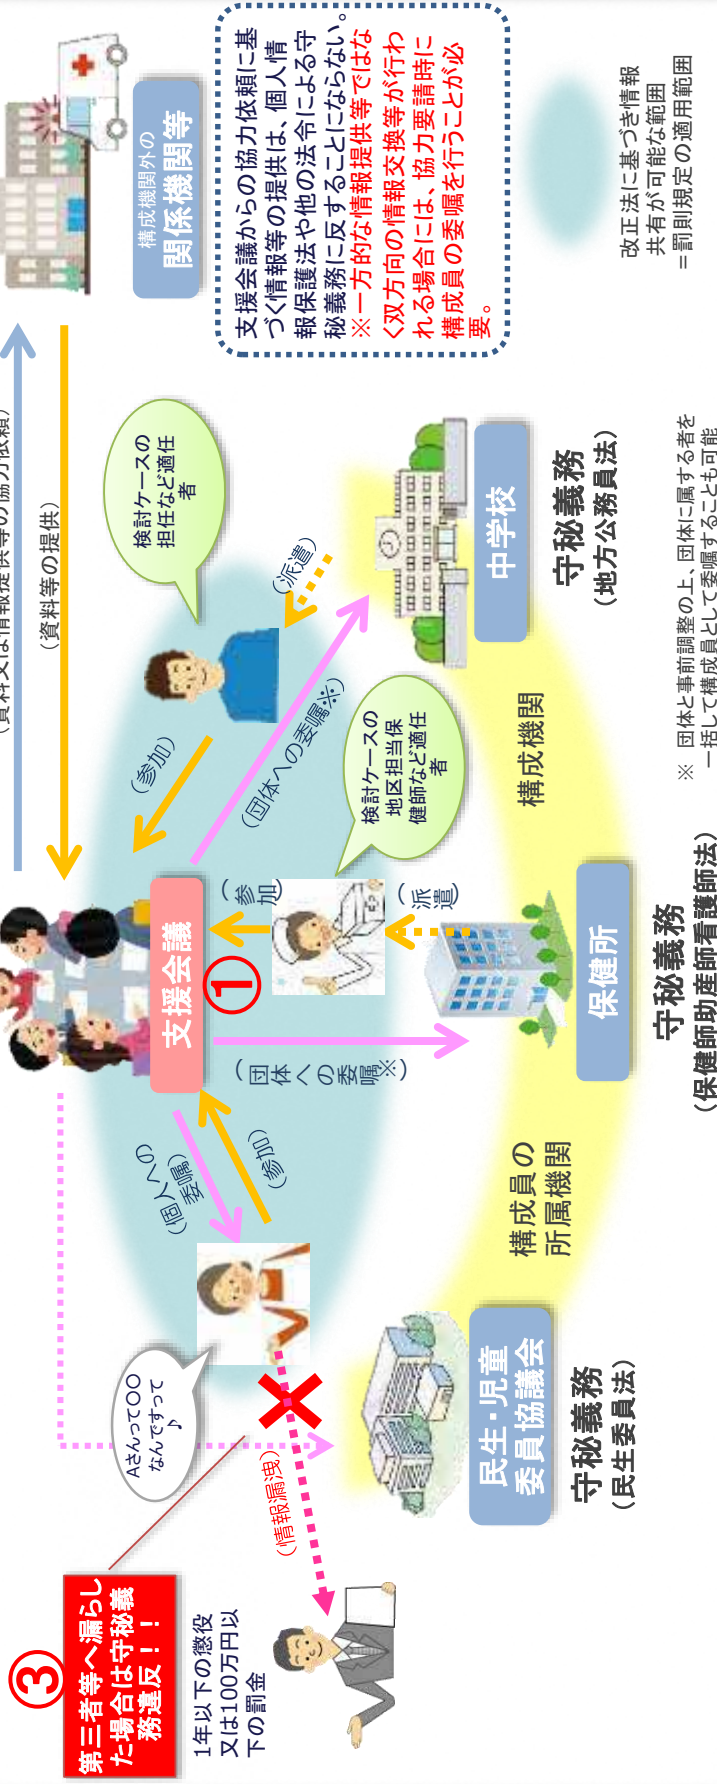 ③
第三者等へ漏らし
た場合は守秘義
務違反！！
1年以下の懲役
又は100万円以
下の罰金
Aさんって〇〇
なんですって
♪
（情報漏洩）
民生・児童
委員協議会
守秘義務
（民生委員法）
（個人への
委嘱）
（参加）
支援会議
①
（団体への委嘱※）
（参加）
（派遣）
検討ケースの
地区担当保
健師など適任
者
構成員の
所属機関
保健所
守秘義務
（保健師助産師看護師法）
（資料又は情報提供等の協力依頼）
（資料等の提供）
（参加）
（団体への委嘱※）
（派遣）
検討ケースの
担任など適任
者
構成機関
中学校
守秘義務
（地方公務員法）
※　団体と事前調整の上、団体に属する者を
一括して構成員として委嘱することも可能
構成機関外の
関係機関等
支援会議からの協力依頼に基
づく情報等の提供は、個人情
報保護法や他の法令による守
秘義務に反することにならない。
※一方的な情報提供等ではな
く双方向の情報交換等が行わ
れる場合には、協力要請時に
構成員の委嘱を行うことが必
要。
改正法に基づき情報
共有が可能な範囲
＝罰則規定の適用範囲